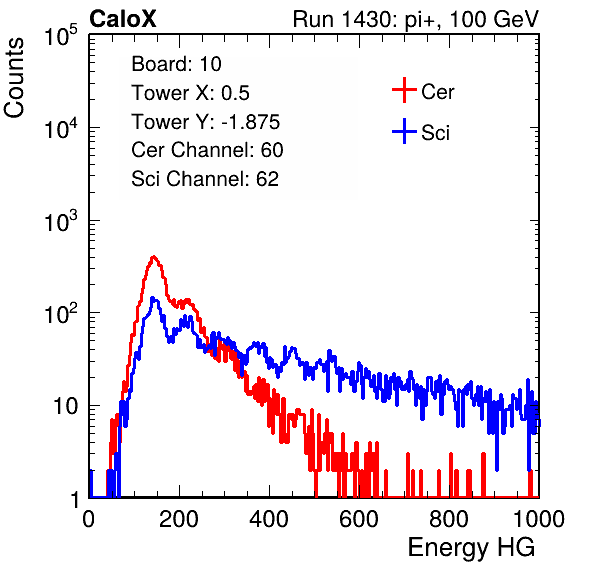 CaloX Run 1430: pi+, 100 GeV
Board: 10
Tower X: 0.5
Tower Y: -1.875
Cer Channel: 60
Sci Channel: 62
Cer
Sci
Counts
10^5
10^4
10^3
10^2
10
1
0 200 400 600 800 1000
Energy HG